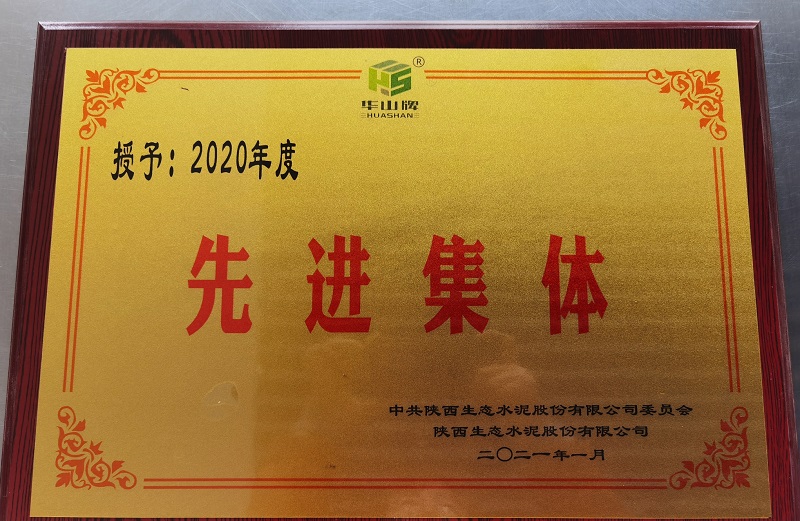 HS®
华山牌
HUASHAN
授予：2020年度
先进集体
中共陕西生态水泥股份有限公司委员会
陕西生态水泥股份有限公司
二〇二一年一月